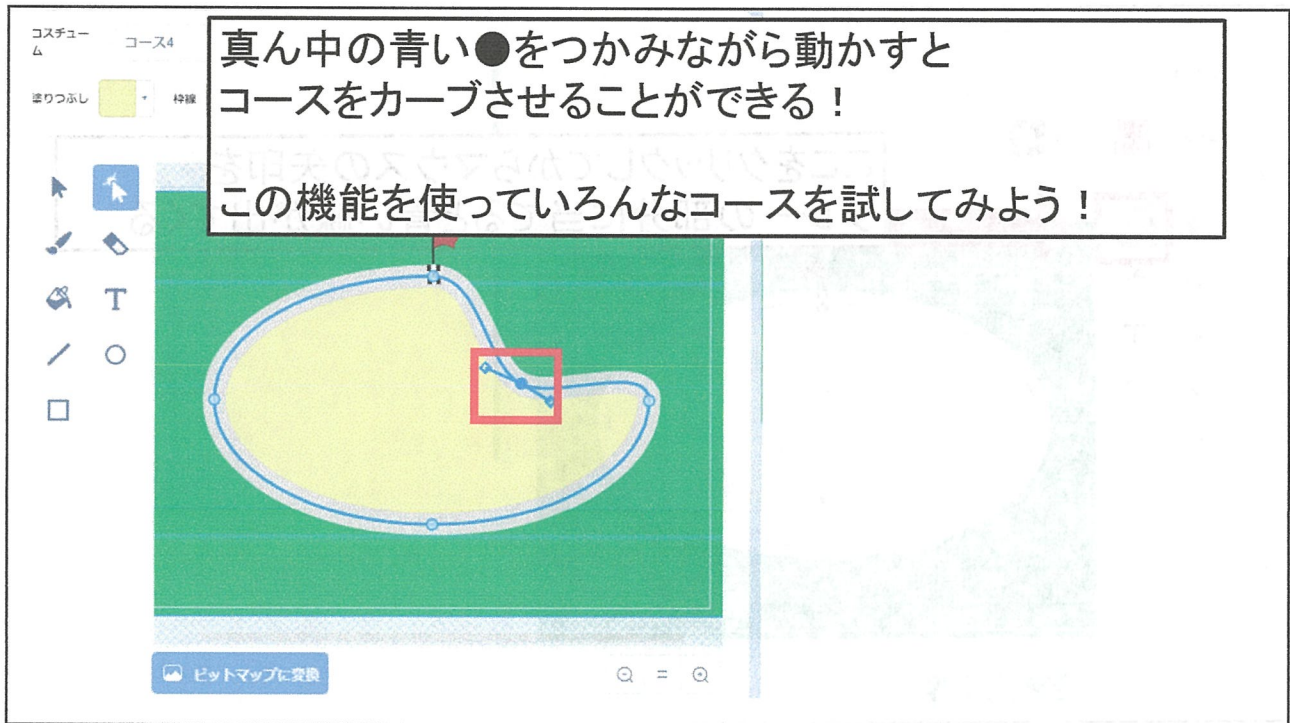 コスチュー
ム
コース4
塗りつぶし
枠線
真ん中の青い●をつかみながら動かすと
コースをカーブさせることができる！
この機能を使っていろんなコースを試してみよう！
T
ビットマップに変換